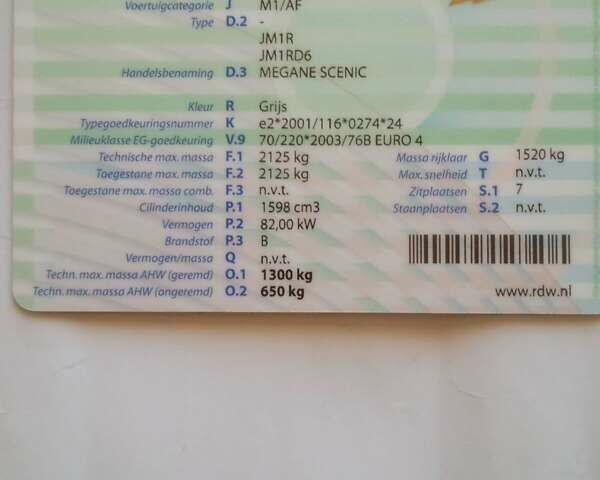 Voertuigcategorie J M1/AF
Type D.2 -
JM1R
JM1RD6
Handelsbenaming D.3 MEGANE SCENIC
Kleur R Grijs
Typegoedkeuringsnummer K e2*2001/116*0274*24
Milieuklasse EG-goedkeuring V.9 70/220*2003/76B EURO 4
Technische max. massa F.1 2125 kg Massa rijklaar G 1520 kg
Toegestane max. massa F.2 2125 kg Max. snelheid T n.v.t.
Toegestane max. massa comb. F.3 n.v.t. Zitplaatsen S.1 7
Cilinderinhoud P.1 1598 cm3 Staanplaatsen S.2 n.v.t.
Vermogen P.2 82,00 kW
Brandstof P.3 B
Vermogen/massa Q n.v.t.
Techn. max. massa AHW (geremd) O.1 1300 kg
Techn. max. massa AHW (ongeremd) O.2 650 kg www.rdw.nl